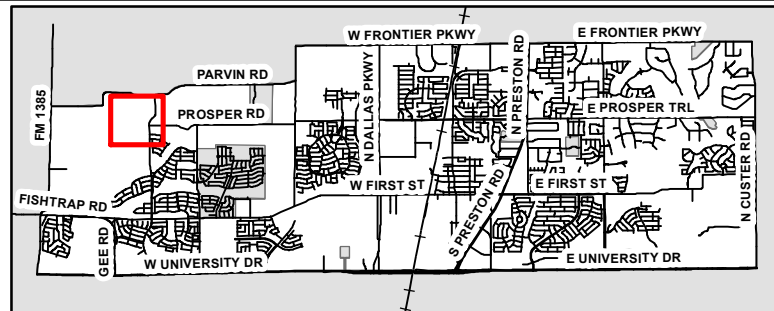 W FRONTIER PKWY
E FRONTIER PKWY
FM 1385
PARVIN RD
N DALLAS PKWY
N PRESTON RD
PROSPER RD
E PROSPER TRL
N CUSTER RD
W FIRST ST
E FIRST ST
FISHTRAP RD
S PRESTON RD
GEE RD
W UNIVERSITY DR
E UNIVERSITY DR